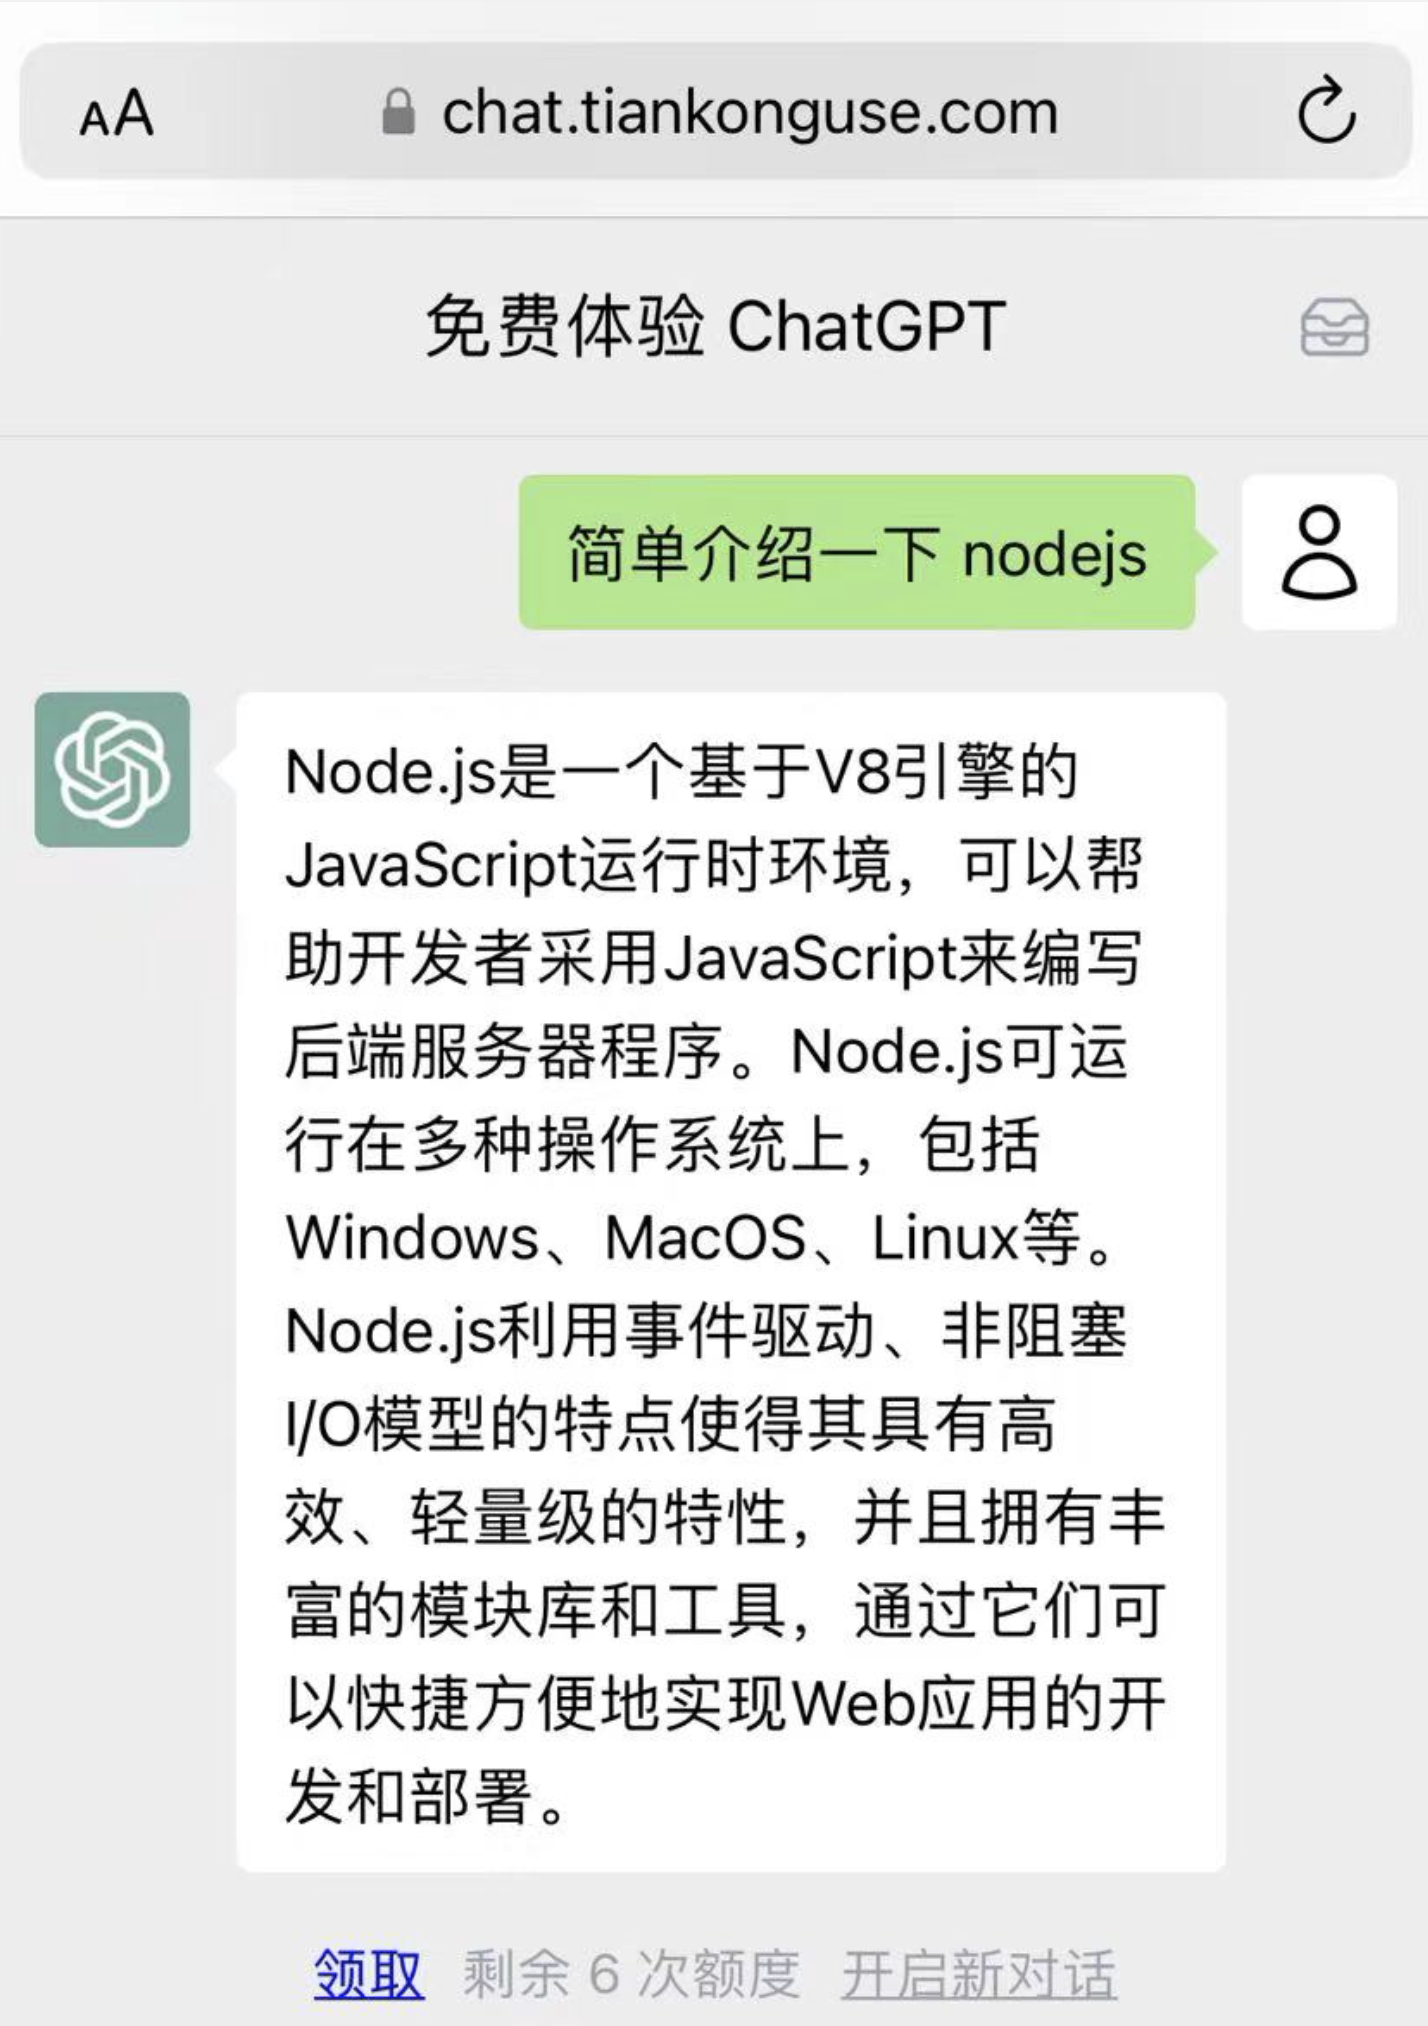 AA chat.tiankonguse.com
免费体验 ChatGPT
简单介绍一下 nodejs
Node.js是一个基于V8引擎的
JavaScript运行时环境，可以帮
助开发者采用JavaScript来编写
后端服务器程序。Node.js可运
行在多种操作系统上，包括
Windows、MacOS、Linux等。
Node.js利用事件驱动、非阻塞
I/O模型的特点使得其具有高
效、轻量级的特性，并且拥有丰
富的模块库和工具，通过它们可
以快捷方便地实现Web应用的开
发和部署。
领取 剩余 6 次额度 开启新对话